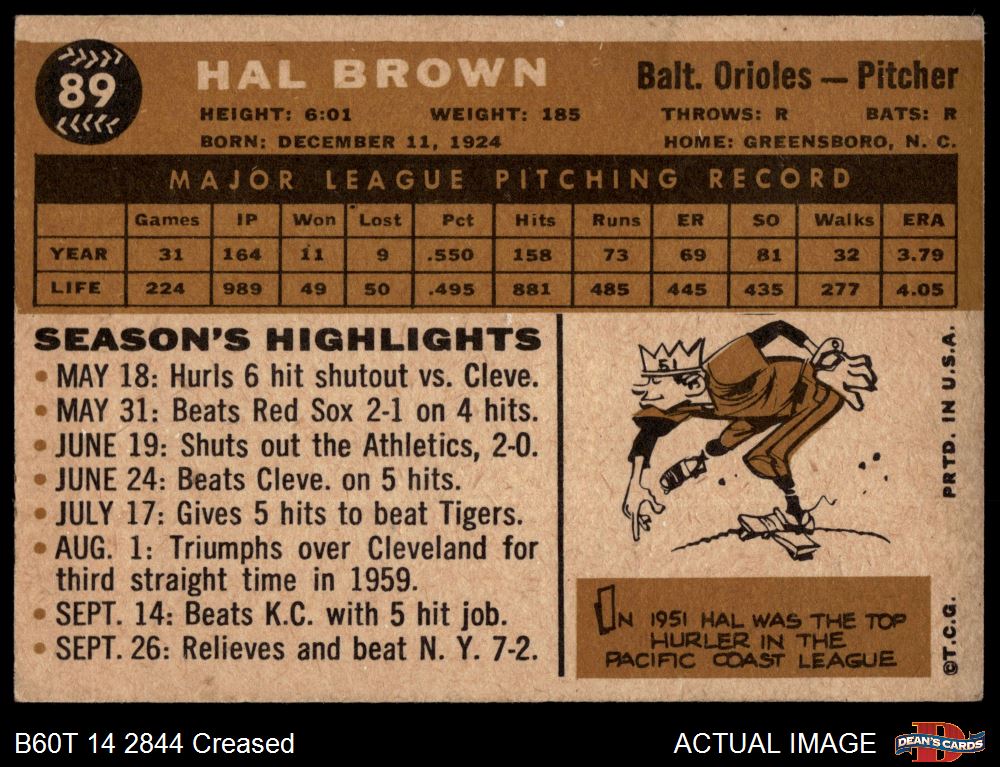 89
HAL BROWN
Balt. Orioles — Pitcher
HEIGHT: 6:01 WEIGHT: 185 THROWS: R BATS: R
BORN: DECEMBER 11, 1924 HOME: GREENSBORO, N. C.
MAJOR LEAGUE PITCHING RECORD
Games IP Won Lost Pct Hits Runs ER SO Walks ERA
YEAR 31 164 11 9 .550 158 73 69 81 32 3.79
LIFE 224 989 49 50 .495 881 485 445 435 277 4.05
SEASON'S HIGHLIGHTS
• MAY 18: Hurls 6 hit shutout vs. Cleve.
• MAY 31: Beats Red Sox 2-1 on 4 hits.
• JUNE 19: Shuts out the Athletics, 2-0.
• JUNE 24: Beats Cleve. on 5 hits.
• JULY 17: Gives 5 hits to beat Tigers.
• AUG. 1: Triumphs over Cleveland for
third straight time in 1959.
• SEPT. 14: Beats K.C. with 5 hit job.
• SEPT. 26: Relieves and beat N. Y. 7-2.
51
IN 1951 HAL WAS THE TOP
HURLER IN THE
PACIFIC COAST LEAGUE
PRTD. IN U.S.A.
©T.C.G.
B60T 14 2844 Creased
ACTUAL IMAGE
D
DEAN'S CARDS